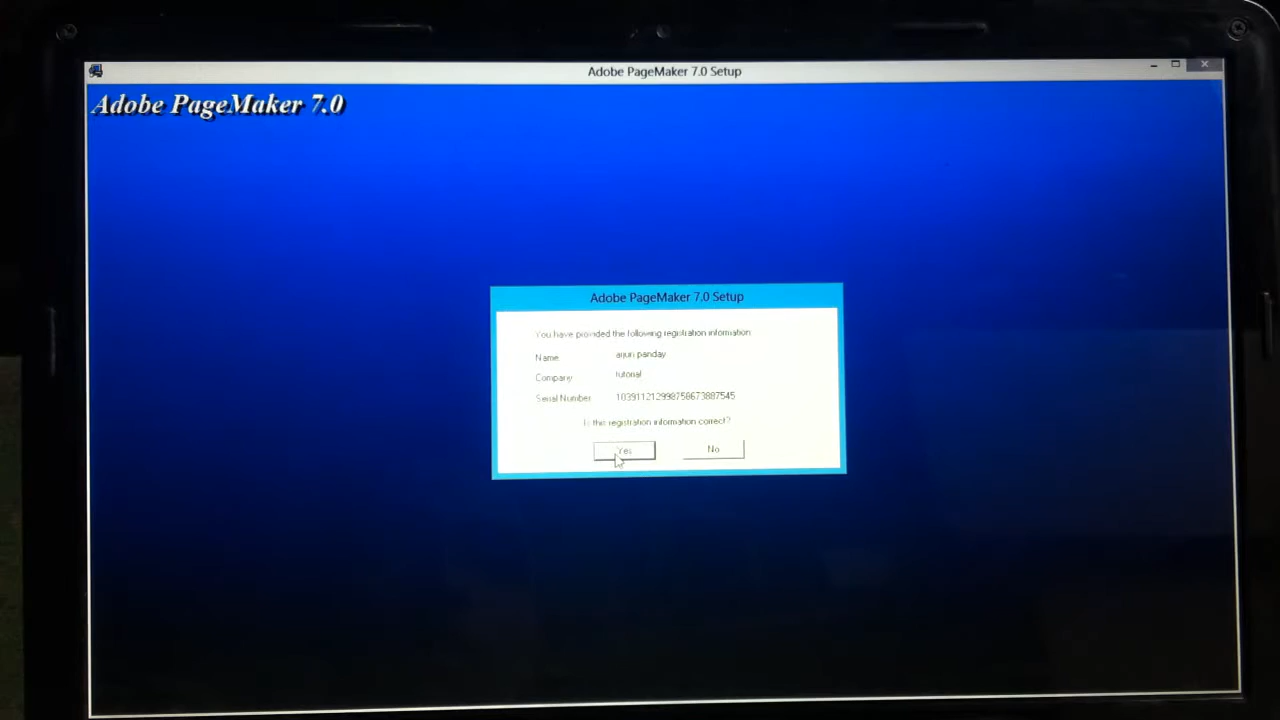 Adobe PageMaker 7.0 Setup
Adobe PageMaker 7.0
Adobe PageMaker 7.0 Setup
You have provided the following registration information:
Name: arjun panday
Company: tutorial
Serial Number: 
Is this registration information correct?
Yes No